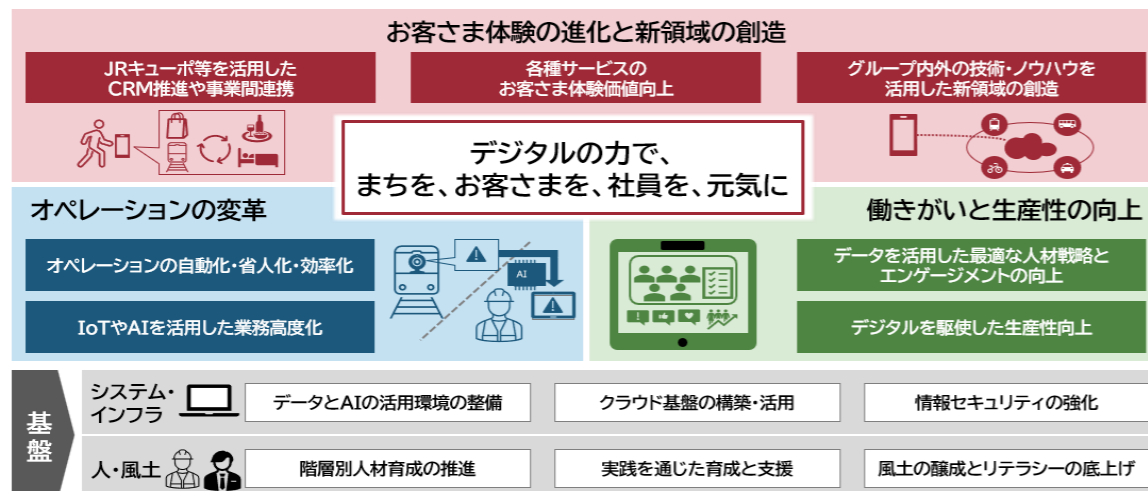 お客さま体験の進化と新領域の創造
JRキューポ等を活用した
CRM推進や事業間連携
各種サービスの
お客さま体験価値向上
グループ内外の技術・ノウハウを
活用した新領域の創造
デジタルの力で、
まちを、お客さまを、社員を、元気に
オペレーションの変革
オペレーションの自動化・省人化・効率化
IoTやAIを活用した業務高度化
AI
働きがいと生産性の向上
データを活用した最適な人材戦略と
エンゲージメントの向上
デジタルを駆使した生産性向上
基盤
システム・
インフラ
データとAIの活用環境の整備
クラウド基盤の構築・活用
情報セキュリティの強化
人・風土
階層別人材育成の推進
実践を通じた育成と支援
風土の醸成とリテラシーの底上げ